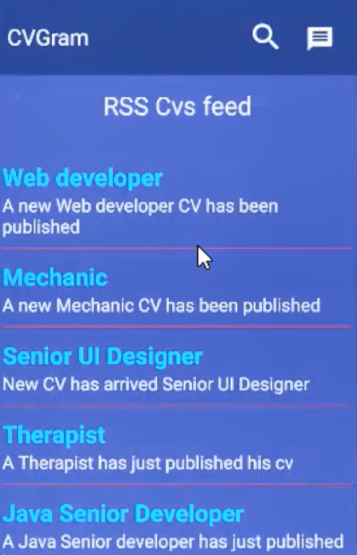 CVGram
RSS Cvs feed
Web developer
A new Web developer CV has been
published
Mechanic
A new Mechanic CV has been published
Senior UI Designer
New CV has arrived Senior UI Designer
Therapist
A Therapist has just published his cv
Java Senior Developer
A Java Senior developer has just published